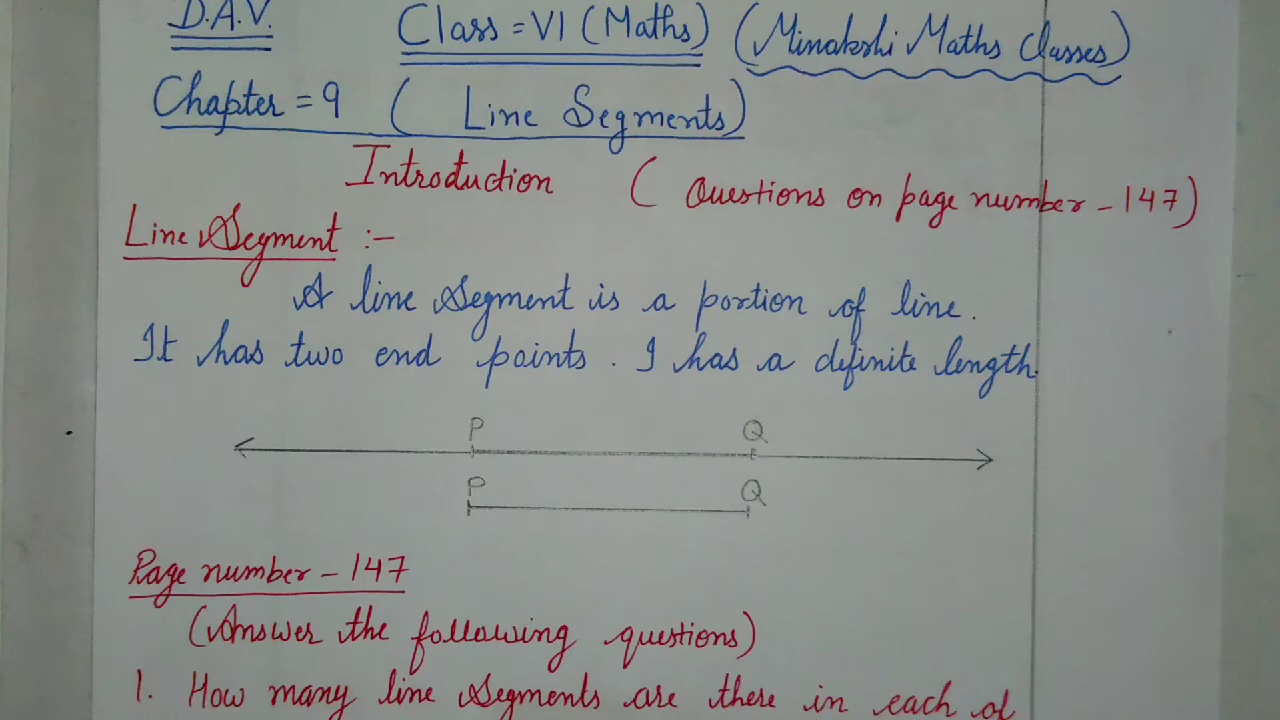 D.A.V. Class = VI (Maths) (Minakshi Maths Classes)
Chapter = 9 ( Line Segments)
Introduction ( Questions on page number - 147)
Line Segment :-
A line segment is a portion of line.
It has two end points. I has a definite length
P Q
P Q
Page number - 147
(Answer the following questions)
1. How many line segments are there in each of